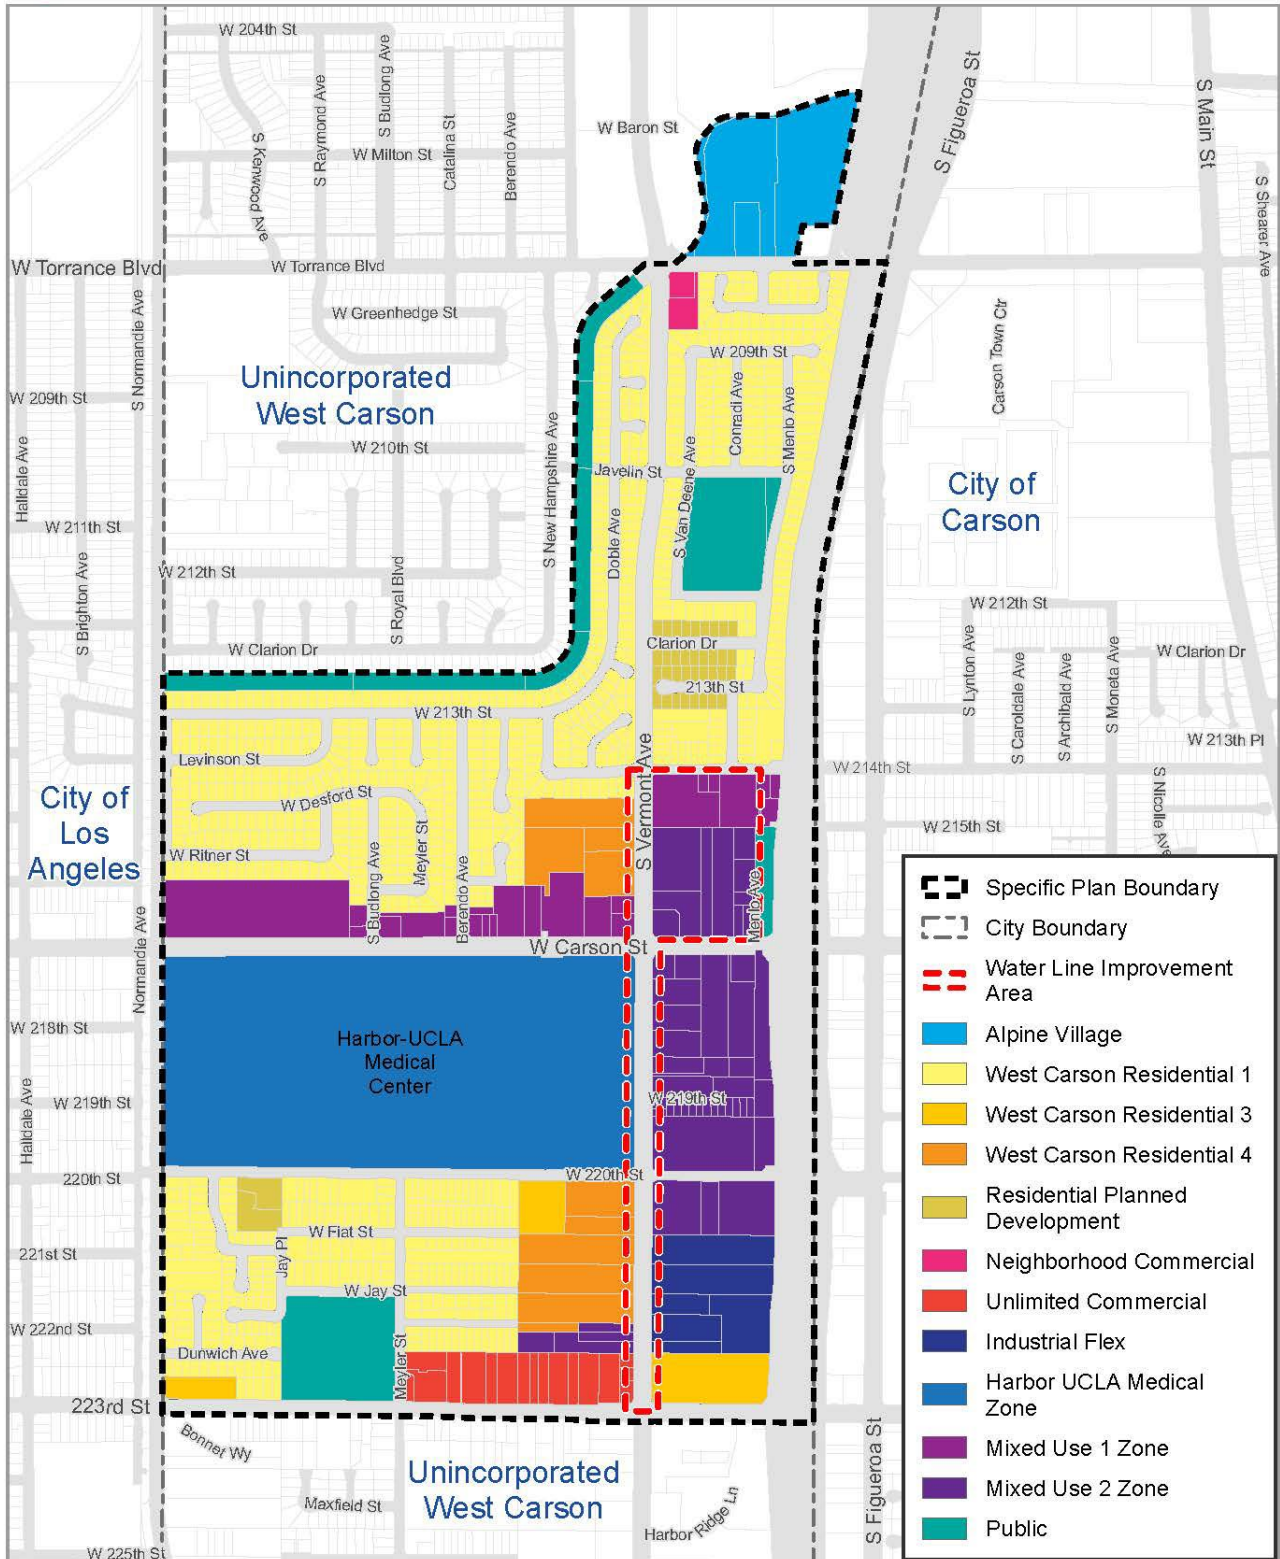 W 204th St
S Kenwood Ave
S Raymond Ave
S Budlong Ave
Catalina St
Berendo Ave
W Milton St
W Baron St
S Figueroa St
S Main St
S Shearer Ave
W Torrance Blvd
W Torrance Blvd
S Normandie Ave
W Greenhedge St
Unincorporated
West Carson
W 209th St
Halldale Ave
W 210th St
S New Hampshire Ave
W 211th St
S Brighton Ave
W 212th St
S Royal Blvd
W Clarion Dr
W 209th St
Conradi Ave
S Menlo Ave
Javelin St
S Van Deene Ave
Doble Ave
Clarion Dr
213th St
Carson Town Ctr
City of
Carson
W 212th St
S Lynton Ave
S Caroldale Ave
S Archibald Ave
S Moneta Ave
W Clarion Dr
W 213th Pl
W 214th St
W 215th St
S Nicolle Ave
W 213th St
Levinson St
W Desford St
Meyler St
W Ritner St
S Budlong Ave
Berendo Ave
S Vermont Ave
Menlo Ave
City of
Los
Angeles
Normandie Ave
W Carson St
Harbor-UCLA
Medical
Center
W 218th St
Halldale Ave
W 219th St
W 219th St
220th St
W 220th St
W Fiat St
Jay Pl
221st St
W Jay St
W 222nd St
Dunwich Ave
Meyler St
223rd St
Bonnet Wy
Unincorporated
West Carson
Maxfield St
Harbor Ridge Ln
S Figueroa St
W 225th St
Specific Plan Boundary
City Boundary
Water Line Improvement
Area
Alpine Village
West Carson Residential 1
West Carson Residential 3
West Carson Residential 4
Residential Planned
Development
Neighborhood Commercial
Unlimited Commercial
Industrial Flex
Harbor UCLA Medical
Zone
Mixed Use 1 Zone
Mixed Use 2 Zone
Public